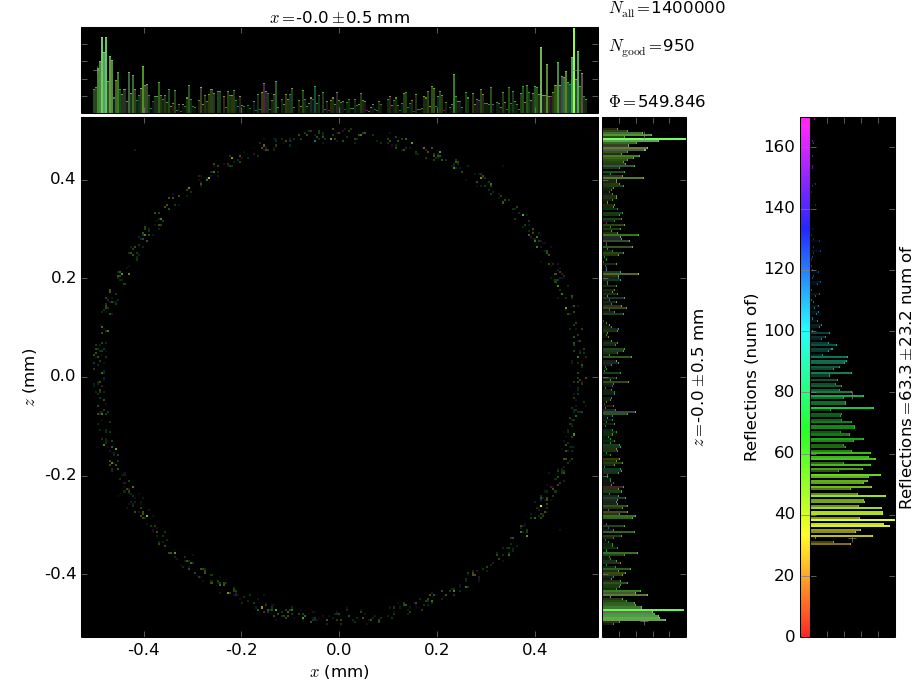 x = -0.0 ± 0.5 mm
N_all = 1400000
N_good = 950
Φ = 549.846
z (mm)
0.4
0.2
0.0
-0.2
-0.4
-0.4
-0.2
0.0
0.2
0.4
x (mm)
z = -0.0 ± 0.5 mm
Reflections (num of)
160
140
120
100
80
60
40
20
0
Reflections = 63.3 ± 23.2 num of